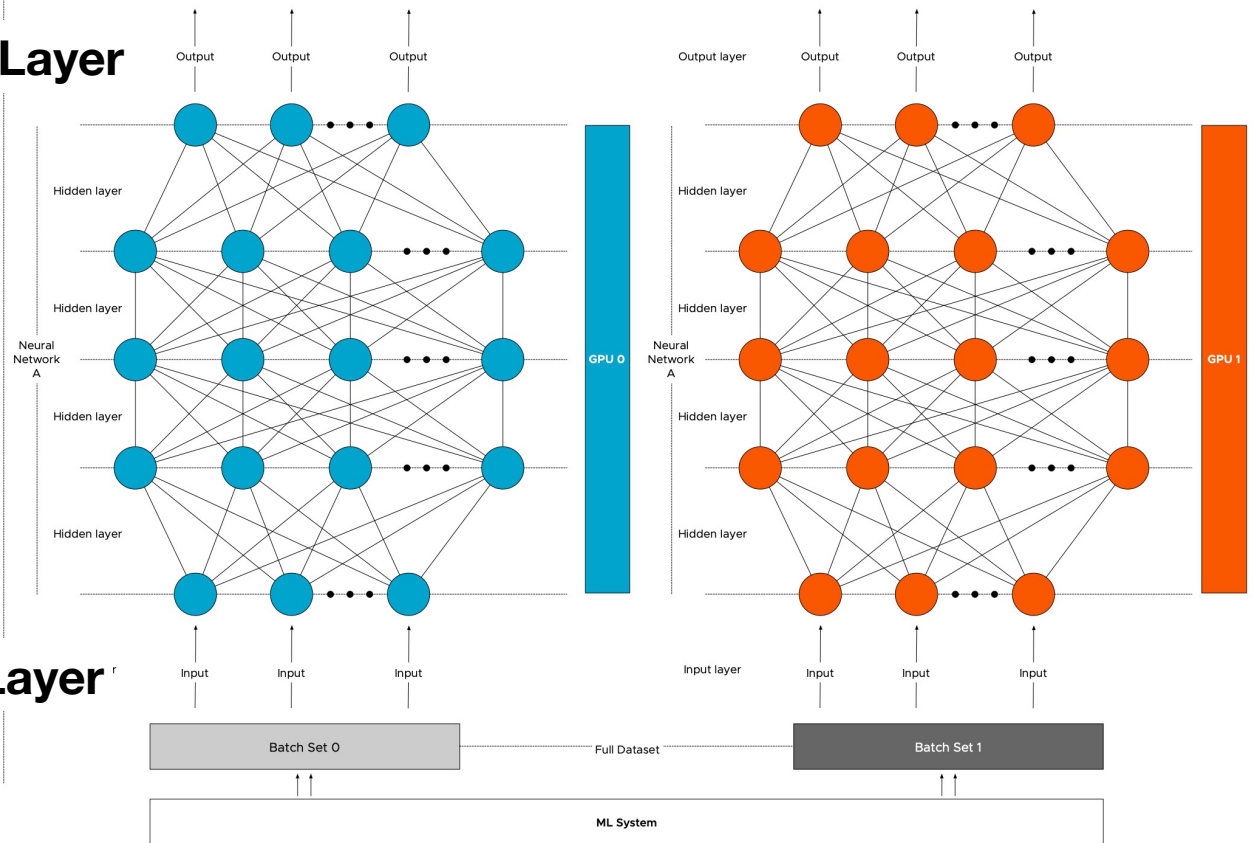 Layer
Output Output Output
Output layer Output Output Output
Hidden layer
Hidden layer
Hidden layer
Hidden layer
Neural
Network
A
GPU 0
Hidden layer
Hidden layer
Hidden layer
Hidden layer
Neural
Network
A
GPU 1
Layer
Input Input Input
Input layer Input Input Input
Batch Set 0
Full Dataset
Batch Set 1
ML System